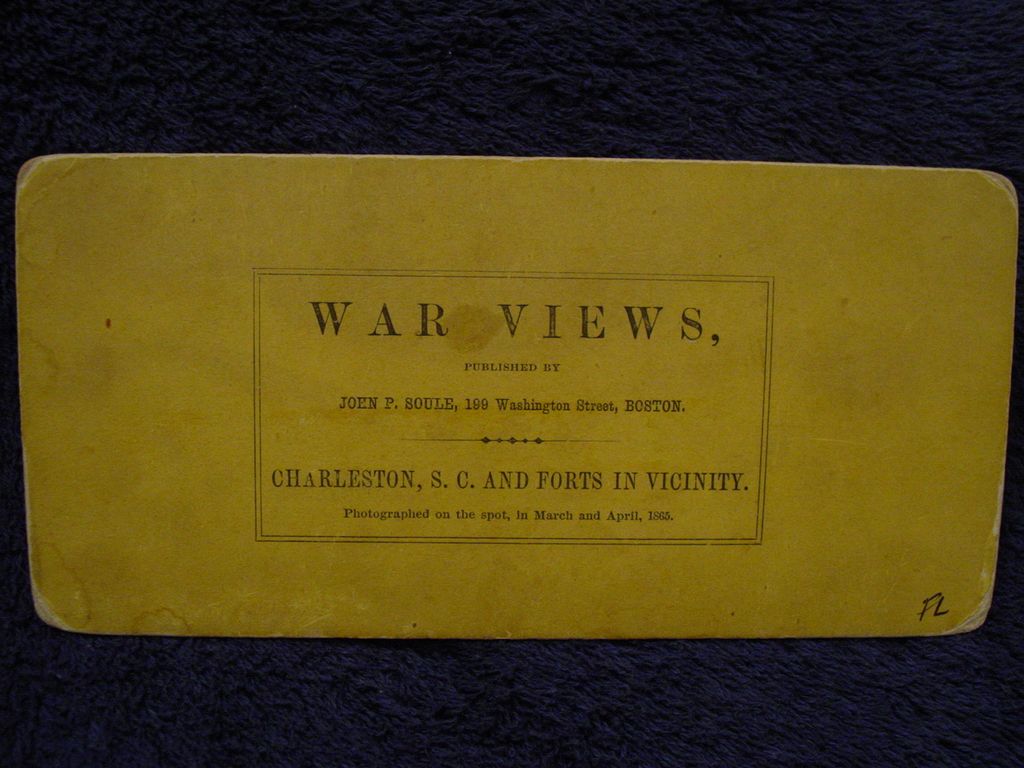 WAR VIEWS,
PUBLISHED BY
JOHN P. SOULE, 199 Washington Street, BOSTON.
CHARLESTON, S. C. AND FORTS IN VICINITY.
Photographed on the spot, in March and April, 1865.
FL